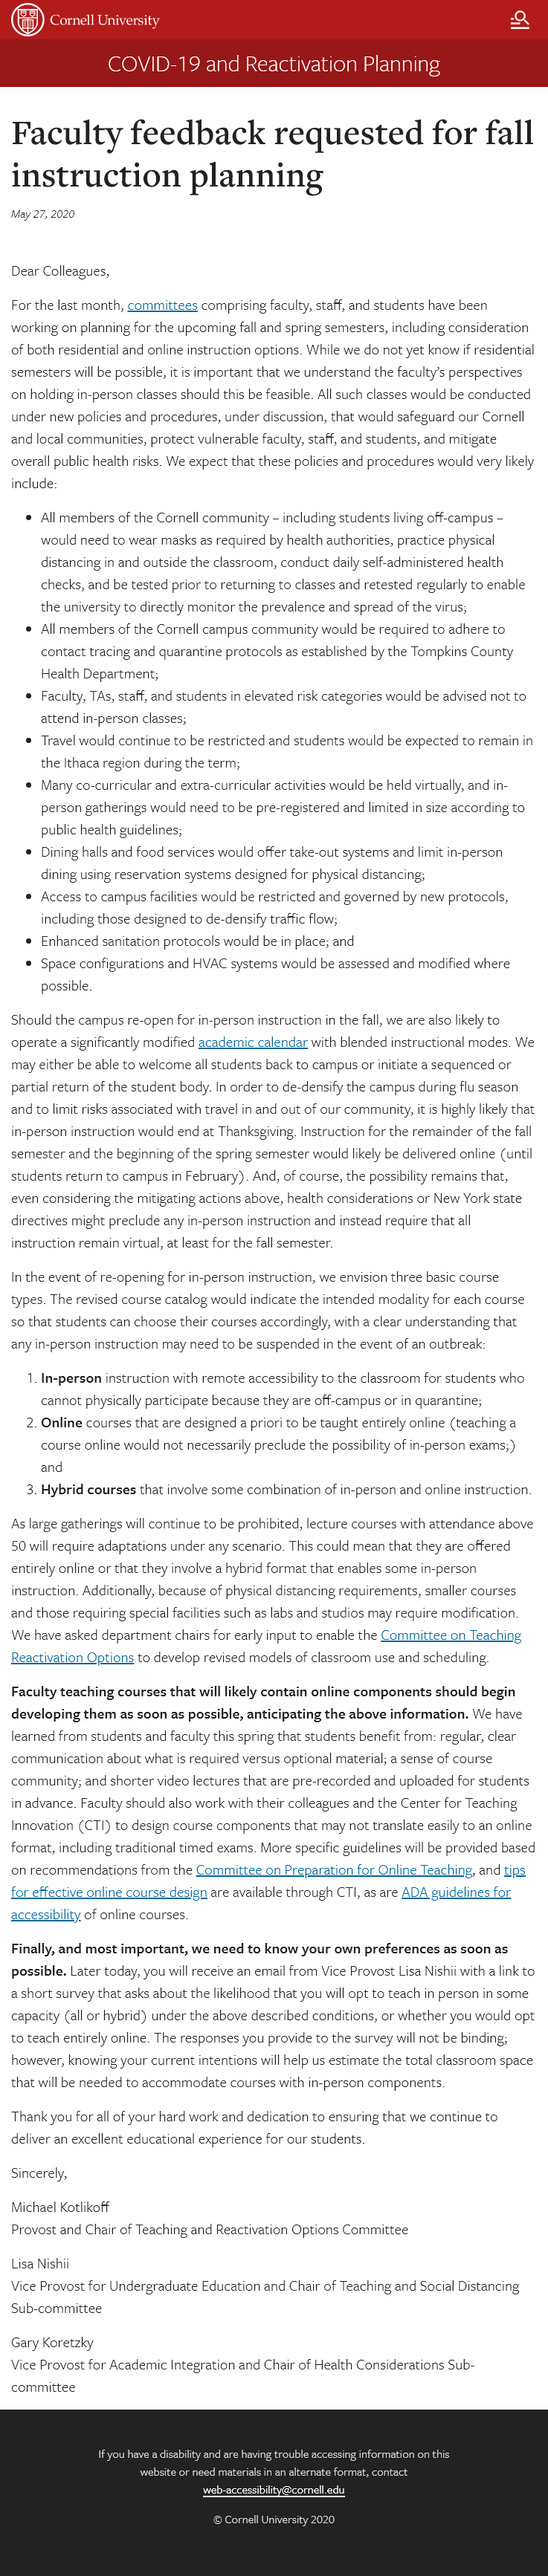 Cornell University
COVID-19 and Reactivation Planning
Faculty feedback requested for fall
instruction planning
May 27, 2020
Dear Colleagues,
For the last month, committees comprising faculty, staff, and students have been
working on planning for the upcoming fall and spring semesters, including consideration
of both residential and online instruction options. While we do not yet know if residential
semesters will be possible, it is important that we understand the faculty’s perspectives
on holding in-person classes should this be feasible. All such classes would be conducted
under new policies and procedures, under discussion, that would safeguard our Cornell
and local communities, protect vulnerable faculty, staff, and students, and mitigate
overall public health risks. We expect that these policies and procedures would very likely
include:
• All members of the Cornell community – including students living off-campus –
would need to wear masks as required by health authorities, practice physical
distancing in and outside the classroom, conduct daily self-administered health
checks, and be tested prior to returning to classes and retested regularly to enable
the university to directly monitor the prevalence and spread of the virus;
• All members of the Cornell campus community would be required to adhere to
contact tracing and quarantine protocols as established by the Tompkins County
Health Department;
• Faculty, TAs, staff, and students in elevated risk categories would be advised not to
attend in-person classes;
• Travel would continue to be restricted and students would be expected to remain in
the Ithaca region during the term;
• Many co-curricular and extra-curricular activities would be held virtually, and in-
person gatherings would need to be pre-registered and limited in size according to
public health guidelines;
• Dining halls and food services would offer take-out systems and limit in-person
dining using reservation systems designed for physical distancing;
• Access to campus facilities would be restricted and governed by new protocols,
including those designed to de-densify traffic flow;
• Enhanced sanitation protocols would be in place; and
• Space configurations and HVAC systems would be assessed and modified where
possible.
Should the campus re-open for in-person instruction in the fall, we are also likely to
operate a significantly modified academic calendar with blended instructional modes. We
may either be able to welcome all students back to campus or initiate a sequenced or
partial return of the student body. In order to de-densify the campus during flu season
and to limit risks associated with travel in and out of our community, it is highly likely that
in-person instruction would end at Thanksgiving. Instruction for the remainder of the fall
semester and the beginning of the spring semester would likely be delivered online (until
students return to campus in February). And, of course, the possibility remains that,
even considering the mitigating actions above, health considerations or New York state
directives might preclude any in-person instruction and instead require that all
instruction remain virtual, at least for the fall semester.
In the event of re-opening for in-person instruction, we envision three basic course
types. The revised course catalog would indicate the intended modality for each course
so that students can choose their courses accordingly, with a clear understanding that
any in-person instruction may need to be suspended in the event of an outbreak:
1. In-person instruction with remote accessibility to the classroom for students who
cannot physically participate because they are off-campus or in quarantine;
2. Online courses that are designed a priori to be taught entirely online (teaching a
course online would not necessarily preclude the possibility of in-person exams;)
and
3. Hybrid courses that involve some combination of in-person and online instruction.
As large gatherings will continue to be prohibited, lecture courses with attendance above
50 will require adaptations under any scenario. This could mean that they are offered
entirely online or that they involve a hybrid format that enables some in-person
instruction. Additionally, because of physical distancing requirements, smaller courses
and those requiring special facilities such as labs and studios may require modification.
We have asked department chairs for early input to enable the Committee on Teaching
Reactivation Options to develop revised models of classroom use and scheduling.
Faculty teaching courses that will likely contain online components should begin
developing them as soon as possible, anticipating the above information. We have
learned from students and faculty this spring that students benefit from: regular, clear
communication about what is required versus optional material; a sense of course
community; and shorter video lectures that are pre-recorded and uploaded for students
in advance. Faculty should also work with their colleagues and the Center for Teaching
Innovation (CTI) to design course components that may not translate easily to an online
format, including traditional timed exams. More specific guidelines will be provided based
on recommendations from the Committee on Preparation for Online Teaching, and tips
for effective online course design are available through CTI, as are ADA guidelines for
accessibility of online courses.
Finally, and most important, we need to know your own preferences as soon as
possible. Later today, you will receive an email from Vice Provost Lisa Nishii with a link to
a short survey that asks about the likelihood that you will opt to teach in person in some
capacity (all or hybrid) under the above described conditions, or whether you would opt
to teach entirely online. The responses you provide to the survey will not be binding;
however, knowing your current intentions will help us estimate the total classroom space
that will be needed to accommodate courses with in-person components.
Thank you for all of your hard work and dedication to ensuring that we continue to
deliver an excellent educational experience for our students.
Sincerely,
Michael Kotlikoff
Provost and Chair of Teaching and Reactivation Options Committee
Lisa Nishii
Vice Provost for Undergraduate Education and Chair of Teaching and Social Distancing
Sub-committee
Gary Koretzky
Vice Provost for Academic Integration and Chair of Health Considerations Sub-
committee
If you have a disability and are having trouble accessing information on this
website or need materials in an alternate format, contact
web-accessibility@cornell.edu
© Cornell University 2020